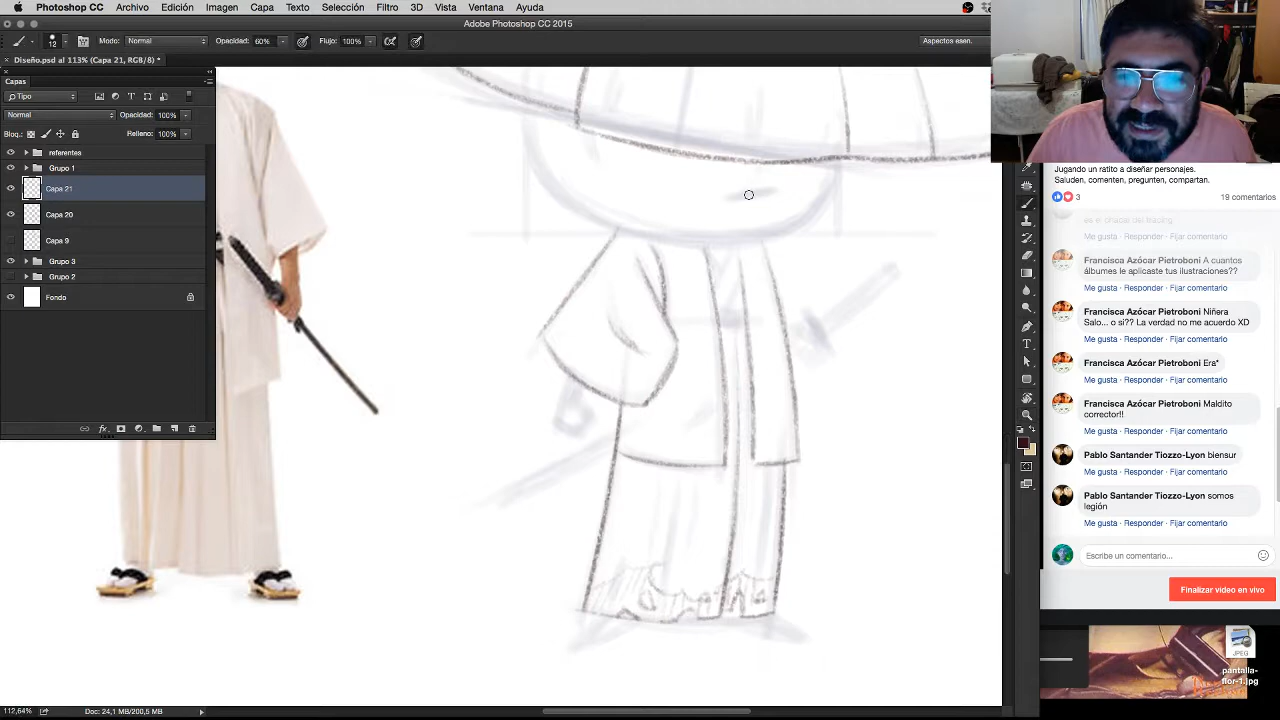 Photoshop CC Archivo Edición Imagen Capa Texto Selección Filtro 3D Vista Ventana Ayuda
Adobe Photoshop CC 2015
12 Modo: Normal Opacidad: 60% Flujo: 100% Aspectos esen.
× Diseño.psd al 113% (Capa 21, RGB/8) *
Capas
Tipo
Normal Opacidad: 100%
Bloq.: Relleno: 100%
referentes
Grupo 1
Capa 21
Capa 20
Capa 9
Grupo 3
Grupo 2
Fondo
112,64% Doc: 24,1 MB/200,5 MB
Jugando un ratito a diseñar personajes.
Saluden, comenten, pregunten, compartan.
3 19 comentarios
Me gusta · Responder · Fijar comentario
Francisca Azócar Pietroboni A cuantos
álbumes le aplicaste tus ilustraciones??
Me gusta · Responder · Fijar comentario
Francisca Azócar Pietroboni
Niñera
Salo... o si?? La verdad no me acuerdo XD
Me gusta · Responder · Fijar comentario
Francisca Azócar Pietroboni Era*
Me gusta · Responder · Fijar comentario
Francisca Azócar Pietroboni Maldito
corrector!!
Me gusta · Responder · Fijar comentario
Pablo Santander Tiozzo-Lyon biensur
Me gusta · Responder · Fijar comentario
Pablo Santander Tiozzo-Lyon somos
legión
Me gusta · Responder · Fijar comentario
Escribe un comentario...
Finalizar video en vivo
JPEG
pantalla-
flor-1.jpg